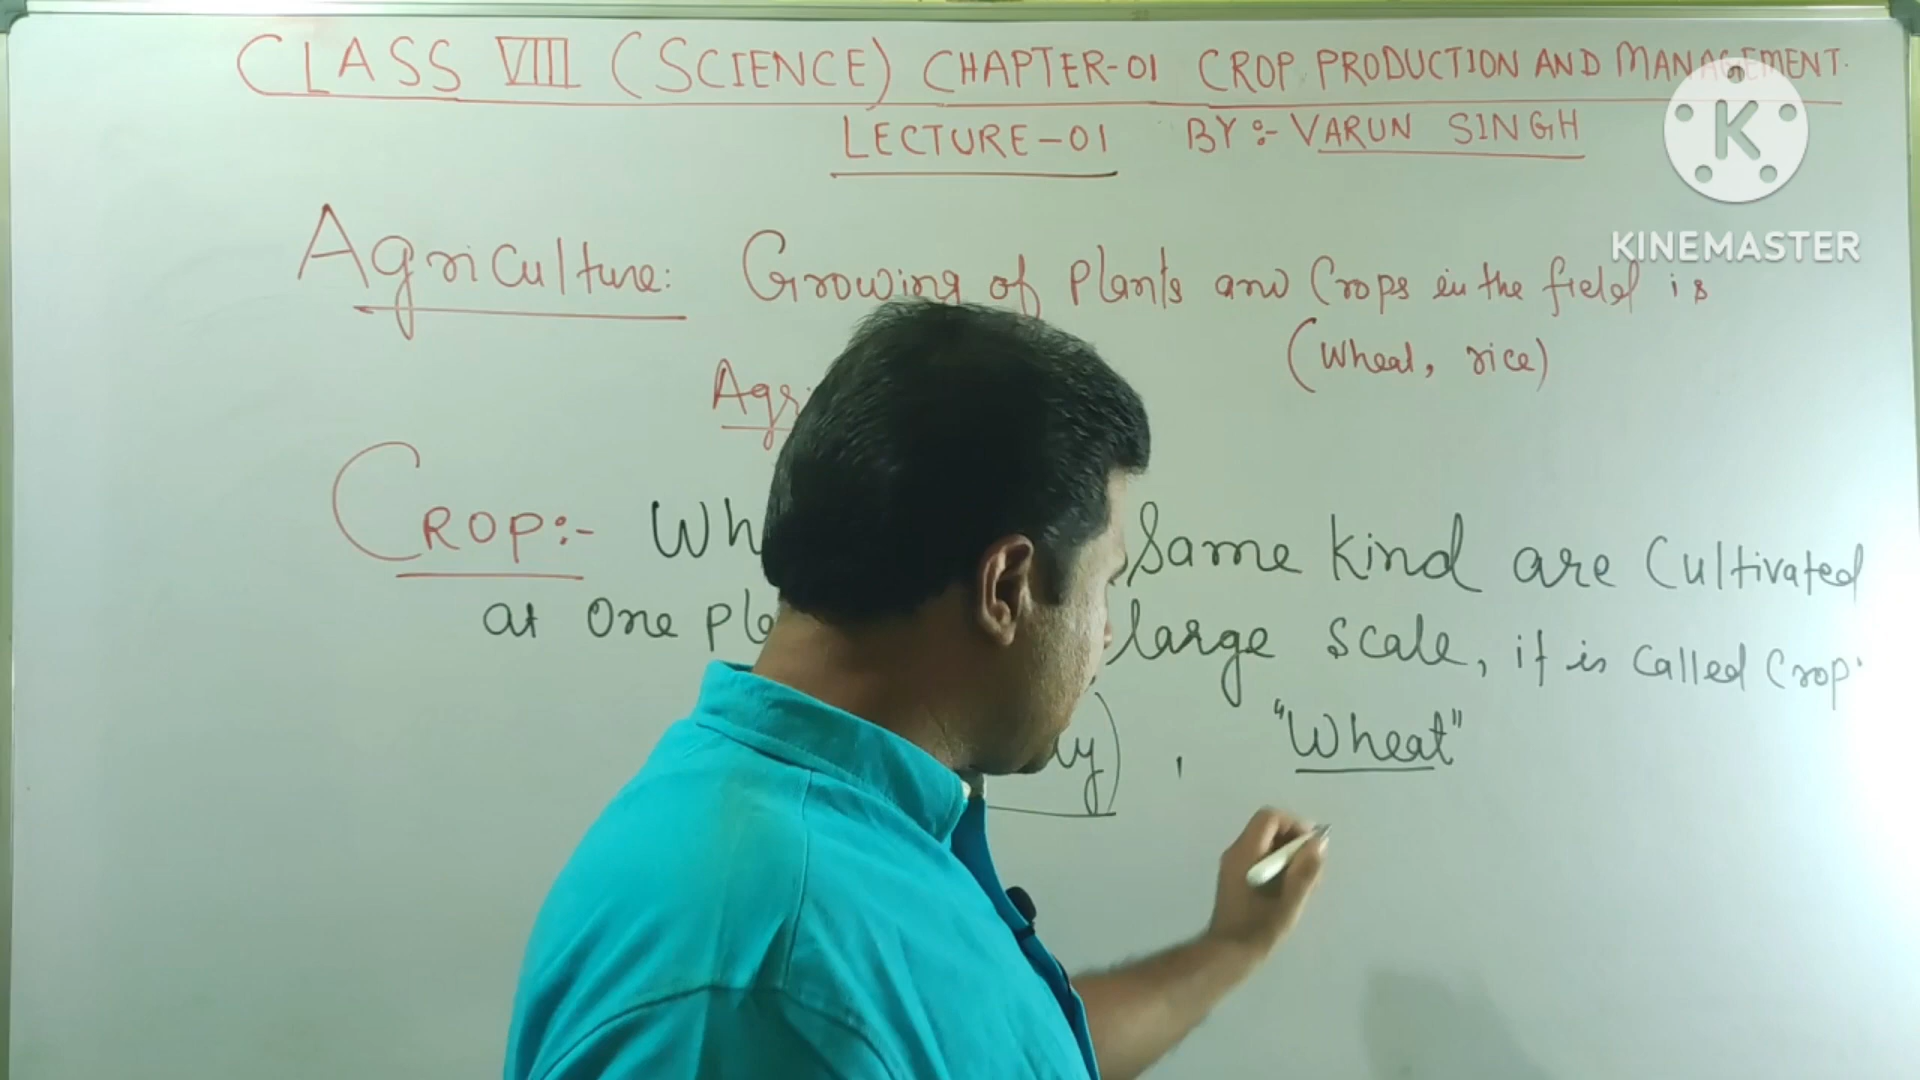 CLASS VIII (SCIENCE) CHAPTER-01 CROP PRODUCTION AND MANAGEMENT.
LECTURE-01 BY:- VARUN SINGH
K
KINEMASTER
Agriculture: Growing of Plants and Crops in the field is
(Wheat, rice)
CROP:- Same kind are Cultivated
at one large scale, it is called Crop.
, "Wheat"